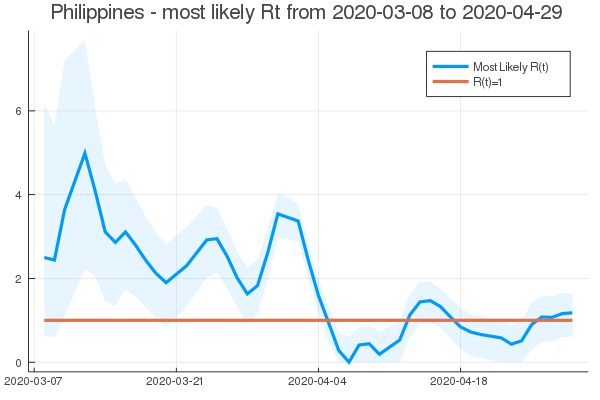 Philippines - most likely Rt from 2020-03-08 to 2020-04-29
Most Likely R(t)
R(t)=1
6
4
2
0
2020-03-07
2020-03-21
2020-04-04
2020-04-18